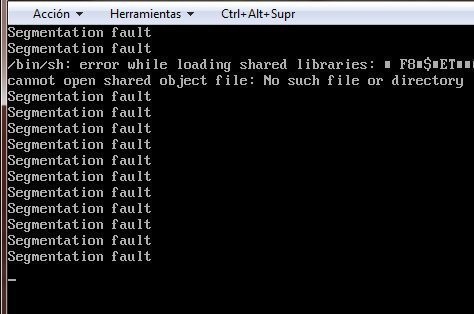 Acción Herramientas Ctrl+Alt+Supr
Segmentation fault
Segmentation fault
/bin/sh: error while loading shared libraries: ■ F8■$■ET■■
cannot open shared object file: No such file or directory
Segmentation fault
Segmentation fault
Segmentation fault
Segmentation fault
Segmentation fault
Segmentation fault
Segmentation fault
Segmentation fault
Segmentation fault
Segmentation fault
Segmentation fault